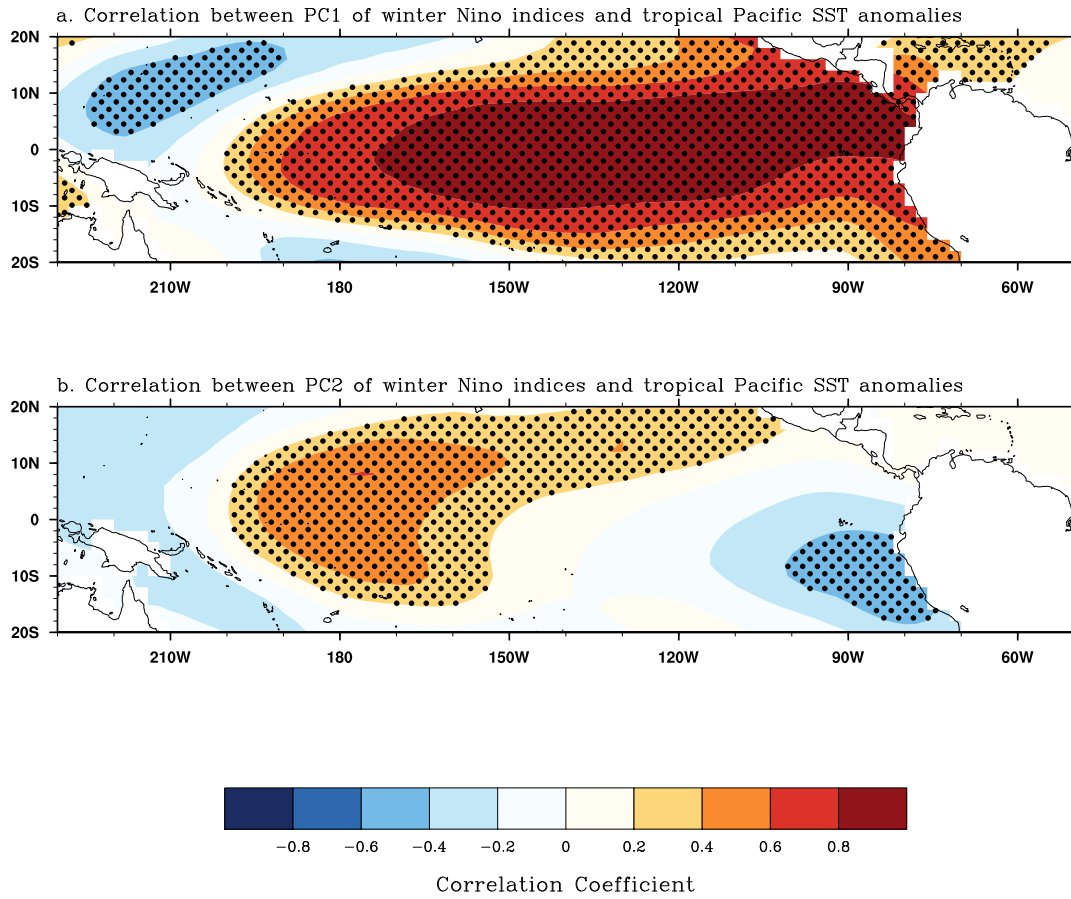 a. Correlation between PC1 of winter Nino indices and tropical Pacific SST anomalies
20N
10N
0
10S
20S
210W 180 150W 120W 90W 60W
b. Correlation between PC2 of winter Nino indices and tropical Pacific SST anomalies
20N
10N
0
10S
20S
210W 180 150W 120W 90W 60W
−0.8 −0.6 −0.4 −0.2 0 0.2 0.4 0.6 0.8
Correlation Coefficient